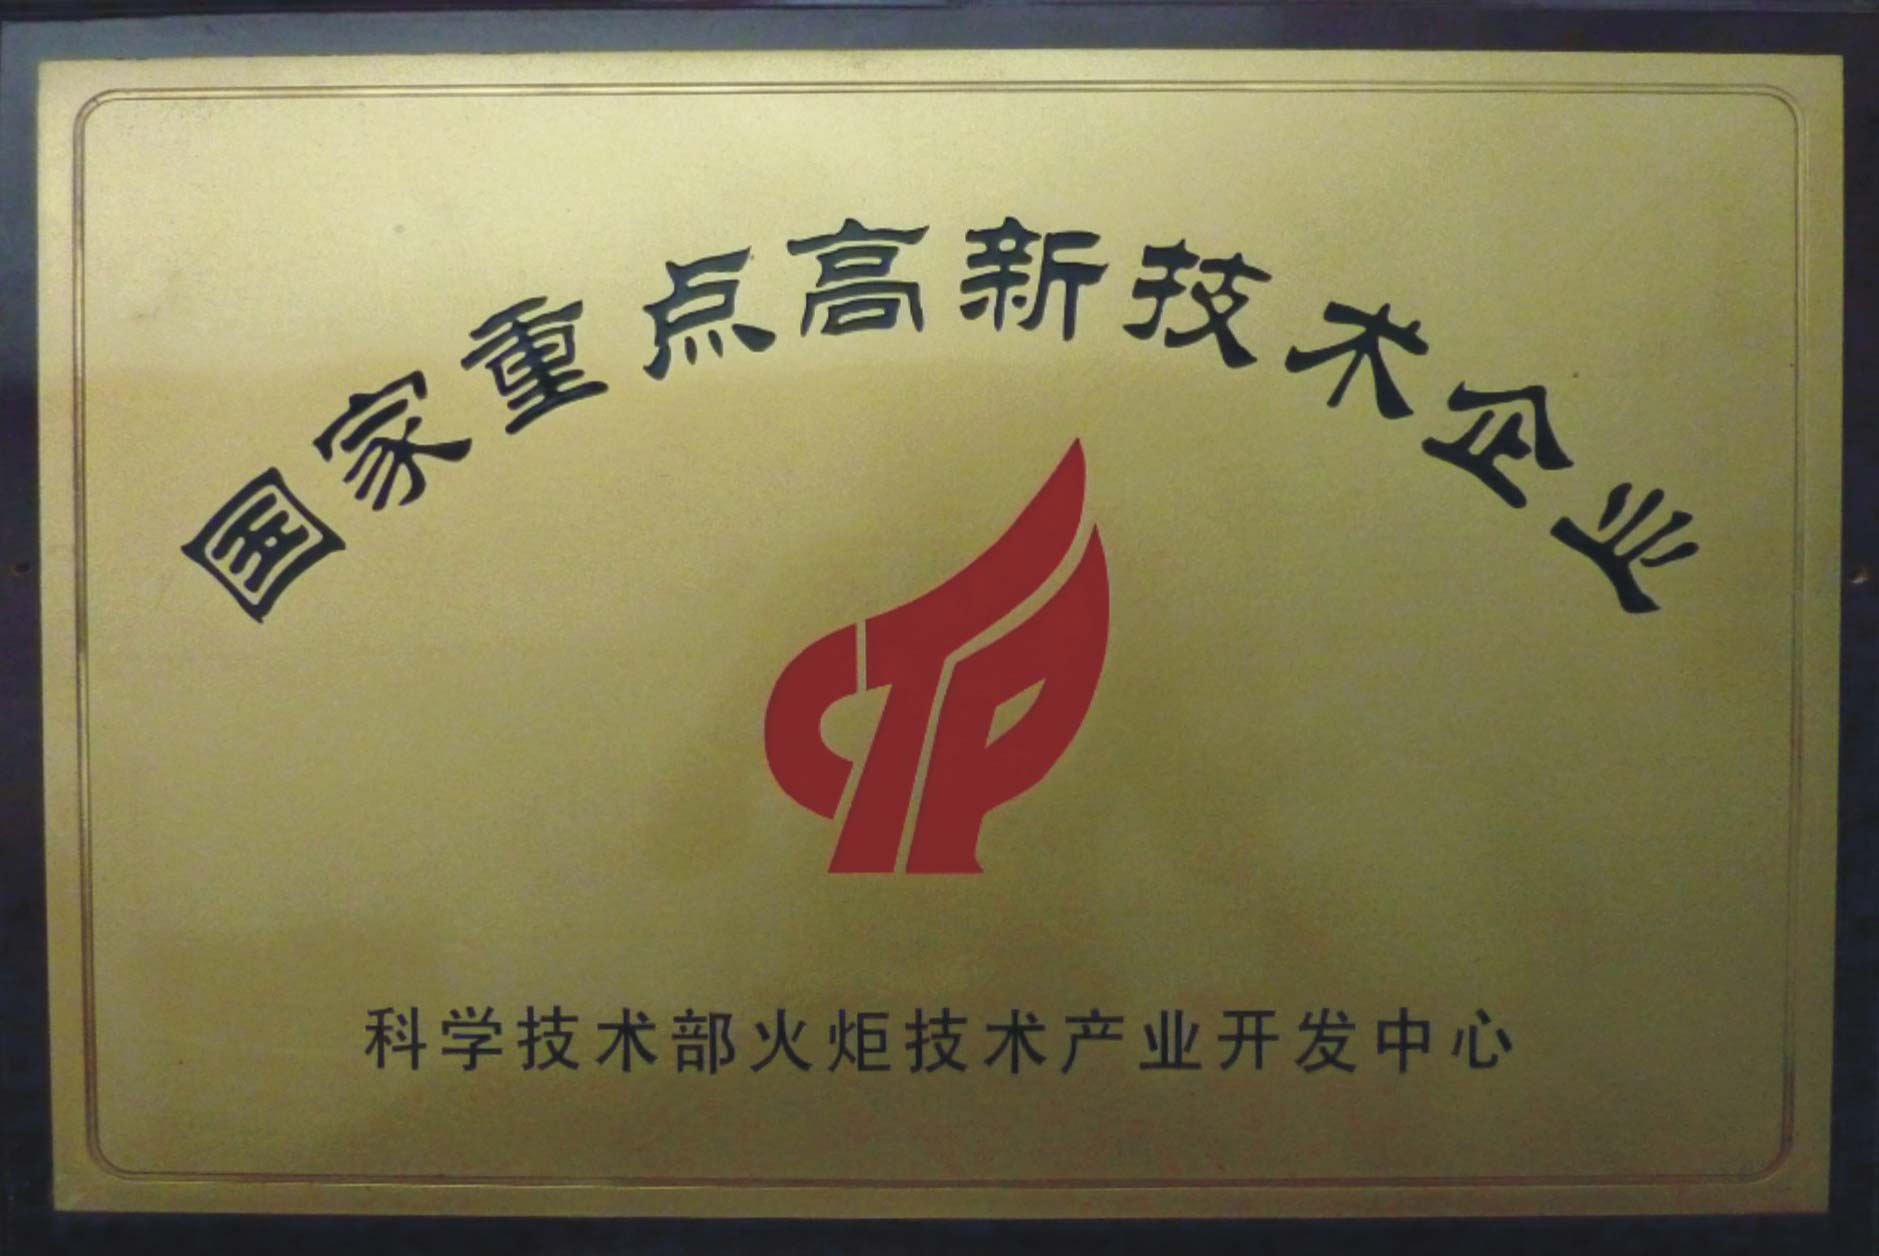 国家重点高新技术企业
CTP
科学技术部火炬技术产业开发中心